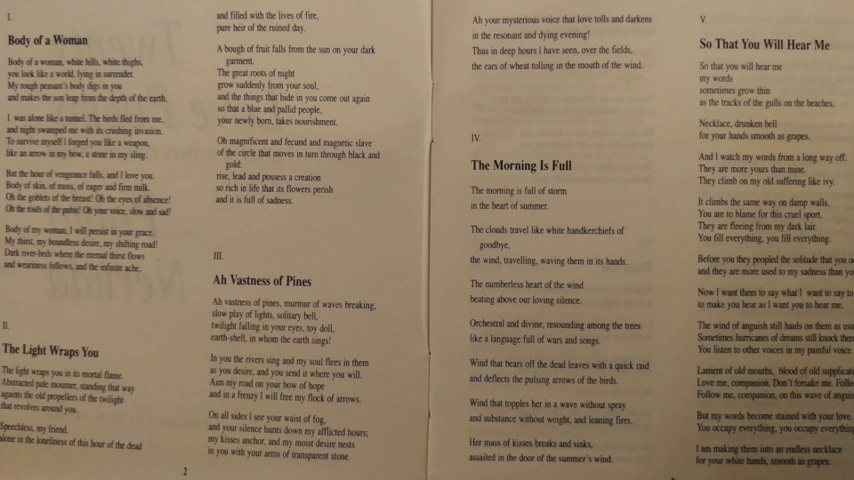 I.
Body of a Woman
Body of a woman, white hills, white thighs,
you look like a world, lying in surrender.
My rough peasant's body digs in you
and makes the son leap from the depth of the earth.
I was alone like a tunnel. The birds fled from me,
and night swamped me with its crushing invasion.
To survive myself I forged you like a weapon,
like an arrow in my bow, a stone in my sling.
But the hour of vengeance falls, and I love you.
Body of skin, of moss, of eager and firm milk.
Oh the goblets of the breast! Oh the eyes of absence!
Oh the roses of the pubis! Oh your voice, slow and sad!
Body of my woman, I will persist in your grace.
My thirst, my boundless desire, my shifting road!
Dark river-beds where the eternal thirst flows
and weariness follows, and the infinite ache.
II.
The Light Wraps You
The light wraps you in its mortal flame.
Abstracted pale mourner, standing that way
against the old propellers of the twilight
that revolves around you.
Speechless, my friend,
alone in the loneliness of this hour of the dead
and filled with the lives of fire,
pure heir of the ruined day.
A bough of fruit falls from the sun on your dark
garment.
The great roots of night
grow suddenly from your soul,
and the things that hide in you come out again
so that a blue and pallid people,
your newly born, takes nourishment.
Oh magnificent and fecund and magnetic slave
of the circle that moves in turn through black and
gold:
rise, lead and possess a creation
so rich in life that its flowers perish
and it is full of sadness.
III.
Ah Vastness of Pines
Ah vastness of pines, murmur of waves breaking,
slow play of lights, solitary bell,
twilight falling in your eyes, toy doll,
earth-shell, in whom the earth sings!
In you the rivers sing and my soul flees in them
as you desire, and you send it where you will.
Aim my road on your bow of hope
and in a frenzy I will free my flock of arrows.
On all sides I see your waist of fog,
and your silence hunts down my afflicted hours;
my kisses anchor, and my moist desire nests
in you with your arms of transparent stone.
2
Ah your mysterious voice that love tolls and darkens
in the resonant and dying evening!
Thus in deep hours I have seen, over the fields,
the ears of wheat tolling in the mouth of the wind.
IV.
The Morning Is Full
The morning is full of storm
in the heart of summer.
The clouds travel like white handkerchiefs of
goodbye,
the wind, travelling, waving them in its hands.
The numberless heart of the wind
beating above our loving silence.
Orchestral and divine, resounding among the trees
like a language full of wars and songs.
Wind that bears off the dead leaves with a quick raid
and deflects the pulsing arrows of the birds.
Wind that topples her in a wave without spray
and substance without weight, and leaning fires.
Her mass of kisses breaks and sinks,
assailed in the door of the summer's wind.
V.
So That You Will Hear Me
So that you will hear me
my words
sometimes grow thin
as the tracks of the gulls on the beaches.
Necklace, drunken bell
for your hands smooth as grapes.
And I watch my words from a long way off.
They are more yours than mine.
They climb on my old suffering like ivy.
It climbs the same way on damp walls.
You are to blame for this cruel sport.
They are fleeing from my dark lair.
You fill everything, you fill everything.
Before you they peopled the solitude that you
and they are more used to my sadness than
Now I want them to say what I want to say to
to make you hear as I want you to hear me.
The wind of anguish still hauls on them as
Sometimes hurricanes of dreams still knock
You listen to other voices in my painful voice.
Lament of old mouths, blood of old
Love me, companion. Don't forsake me.
Follow me, companion, on this wave of
But my words become stained with your love.
You occupy everything, you occupy
I am making them into an endless necklace
for your white hands, smooth as grapes.